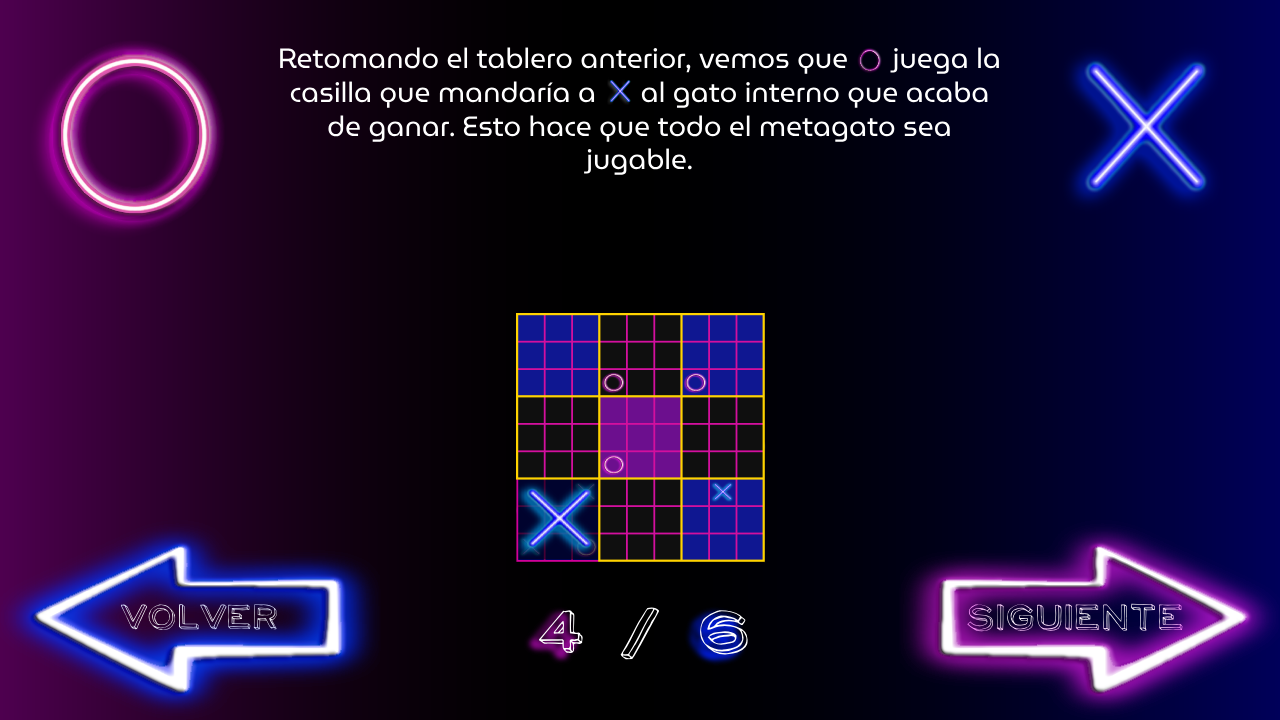 Retomando el tablero anterior, vemos que ○ juega la
casilla que mandaría a ✕ al gato interno que acaba
de ganar. Esto hace que todo el metagato sea
jugable.
VOLVER
4 / 6
SIGUIENTE